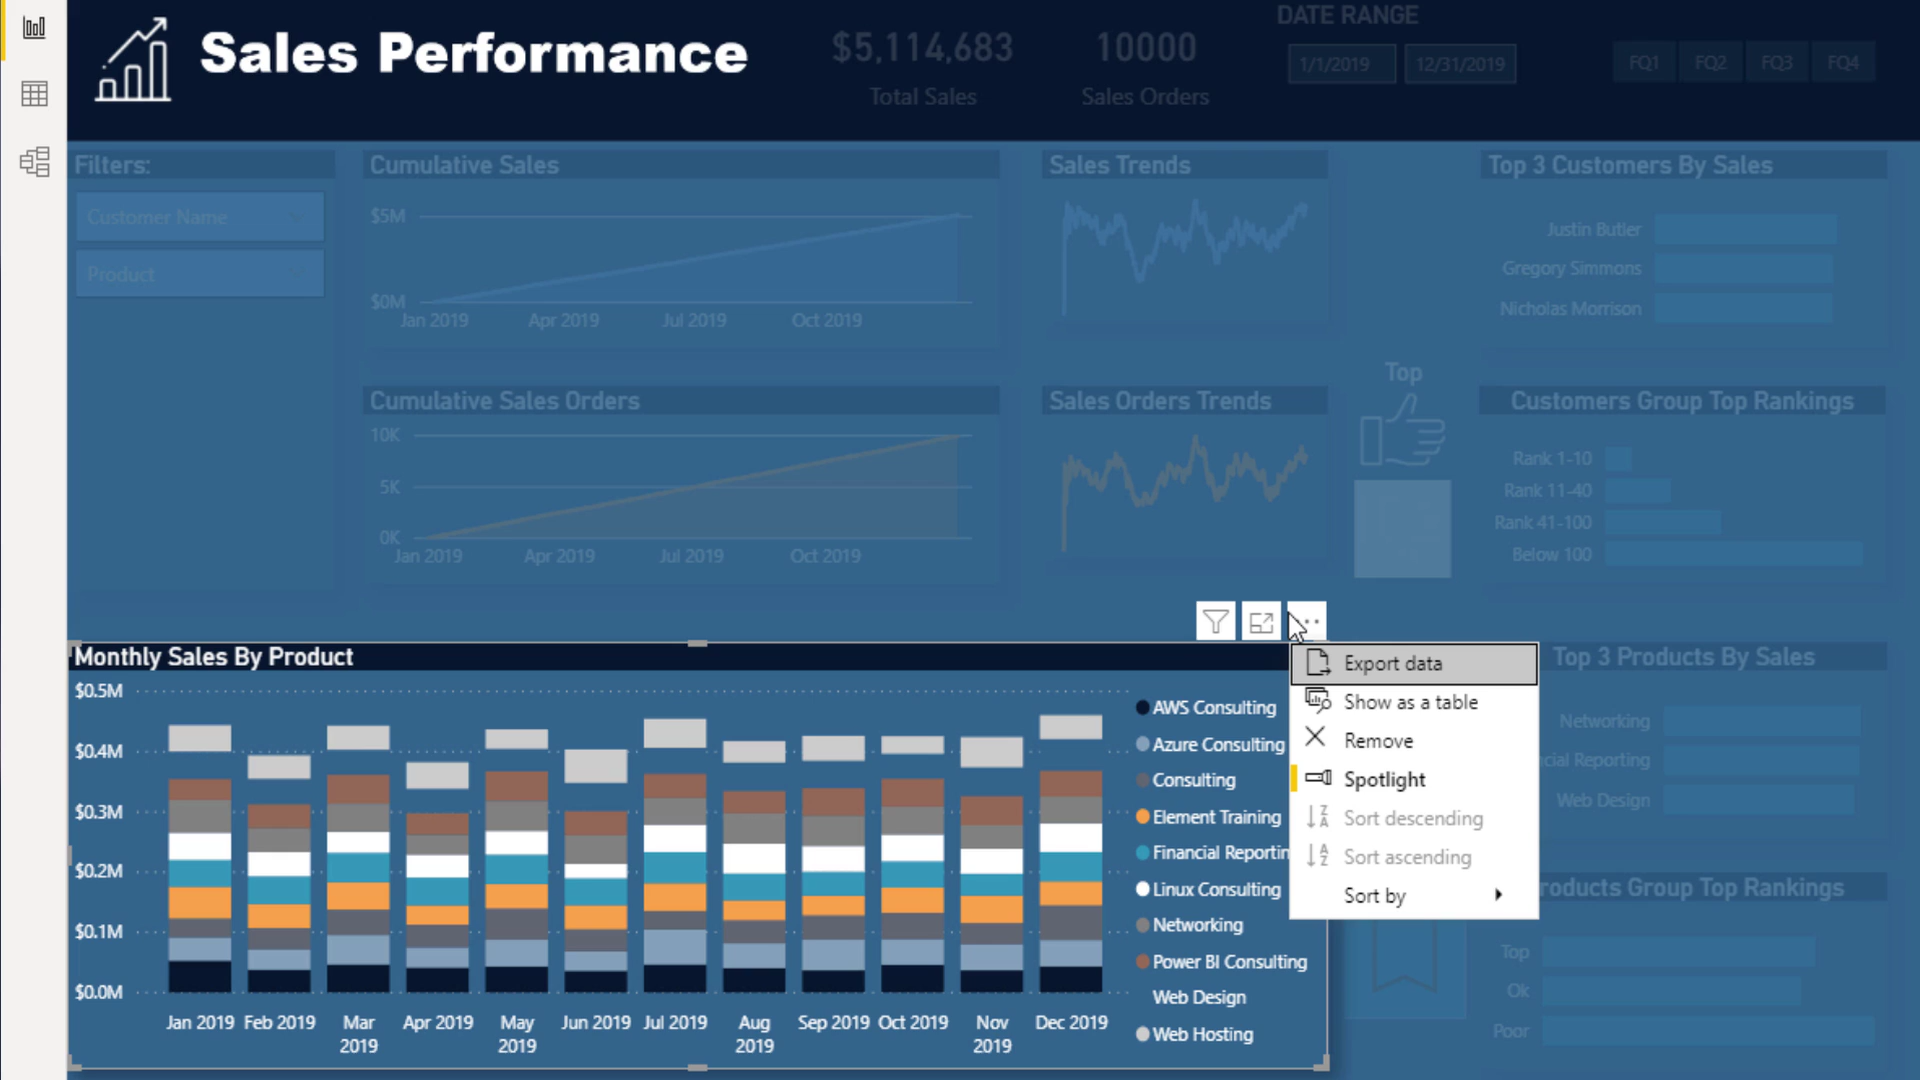 Sales Performance
$5,114,683
Total Sales
10000
Sales Orders
DATE RANGE
1/1/2019
12/31/2019
FQ1
FQ2
FQ3
FQ4
Filters:
Customer Name
Product
Cumulative Sales
$5M
$0M
Jan 2019
Apr 2019
Jul 2019
Oct 2019
Sales Trends
Top 3 Customers By Sales
Justin Butler
Gregory Simmons
Nicholas Morrison
Cumulative Sales Orders
10K
5K
0K
Jan 2019
Apr 2019
Jul 2019
Oct 2019
Sales Orders Trends
Top
Customers Group Top Rankings
Rank 1-10
Rank 11-40
Rank 41-100
Below 100
Monthly Sales By Product
$0.5M
$0.4M
$0.3M
$0.2M
$0.1M
$0.0M
Jan 2019
Feb 2019
Mar
2019
Apr 2019
May
2019
Jun 2019
Jul 2019
Aug
2019
Sep 2019
Oct 2019
Nov
2019
Dec 2019
AWS Consulting
Azure Consulting
Consulting
Element Training
Financial Reportin
Linux Consulting
Networking
Power BI Consulting
Web Design
Web Hosting
Export data
Show as a table
Remove
Spotlight
Sort descending
Sort ascending
Sort by
Top 3 Products By Sales
Networking
ncial Reporting
Web Design
roducts Group Top Rankings
Top
Ok
Poor